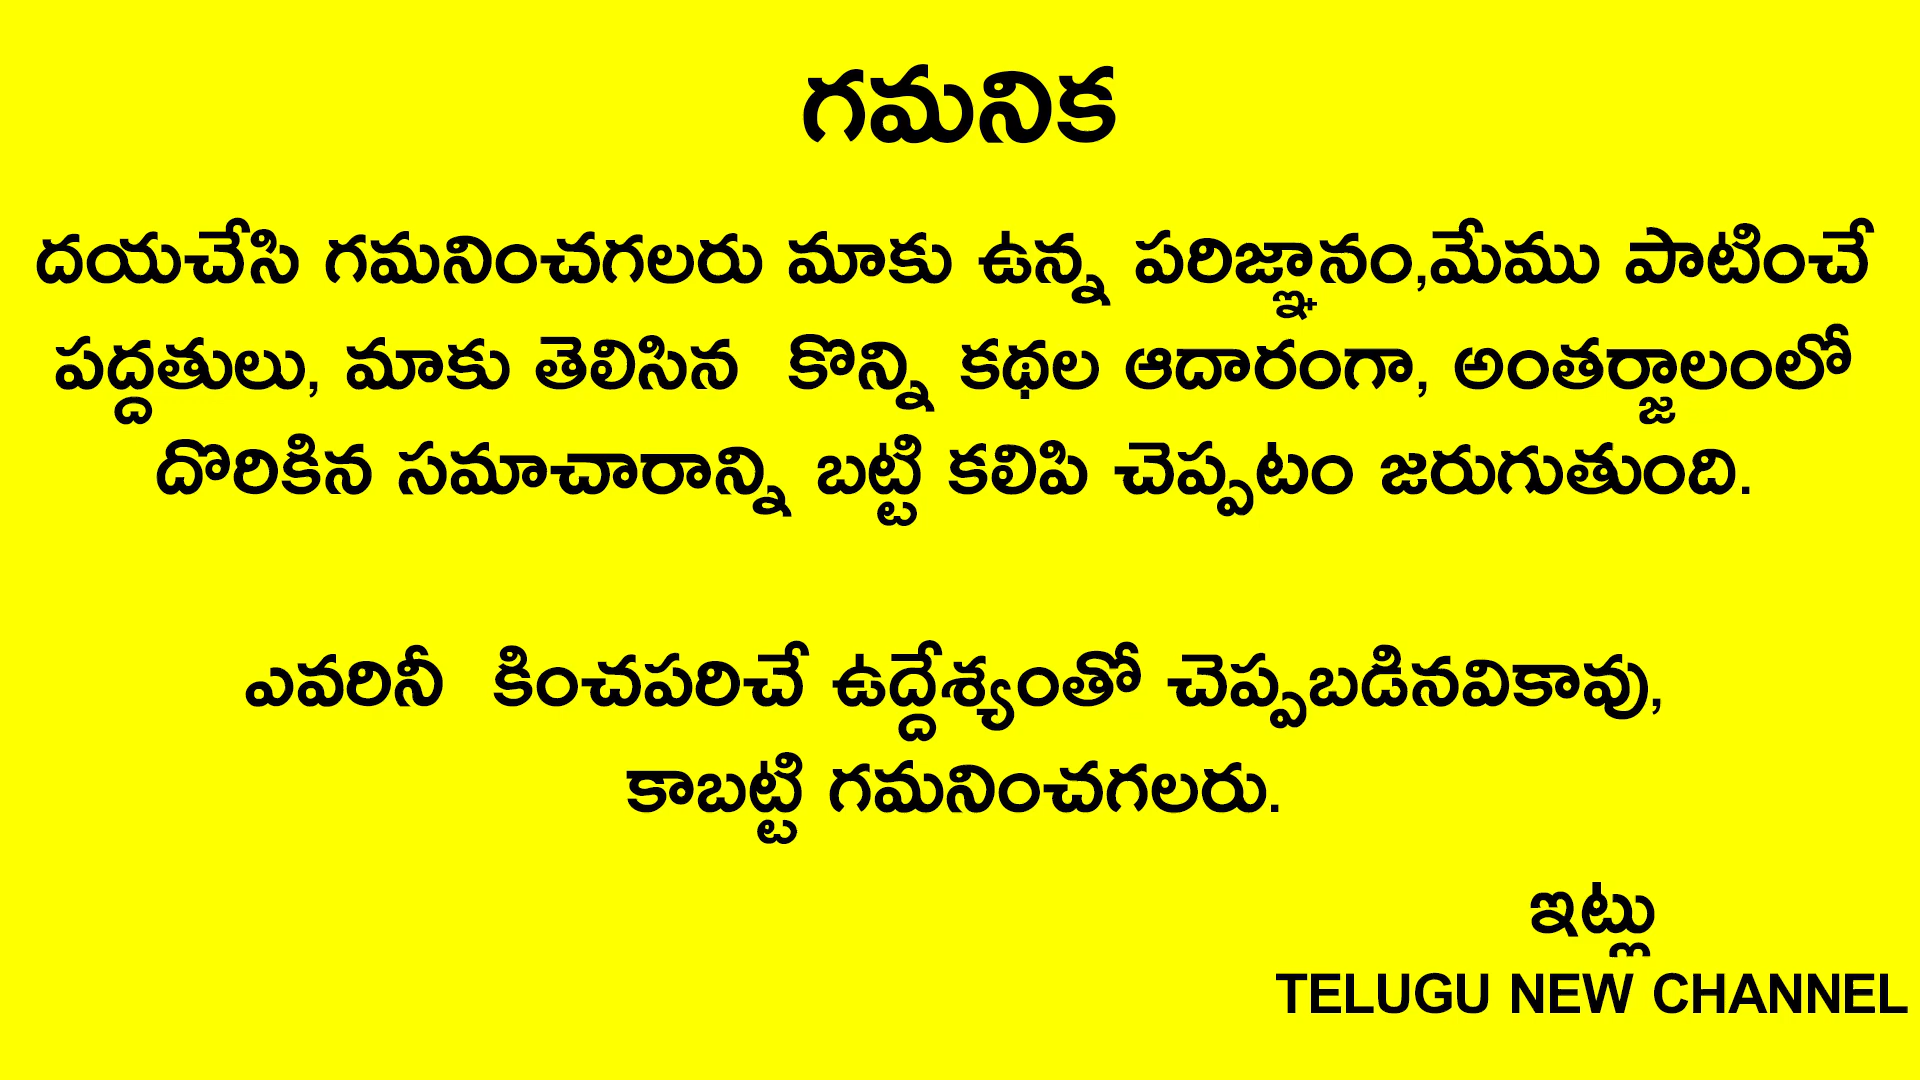 గమనిక
దయచేసి గమనించగలరు మాకు ఉన్న పరిజ్ఞానం,మేము పాటించే
పద్దతులు, మాకు తెలిసిన కొన్ని కథల ఆదారంగా, అంతర్జాలంలో
దొరికిన సమాచారాన్ని బట్టి కలిపి చెప్పటం జరుగుతుంది.
ఎవరినీ కించపరిచే ఉద్దేశ్యంతో చెప్పబడినవికావు,
కాబట్టి గమనించగలరు.
ఇట్లు
TELUGU NEW CHANNEL